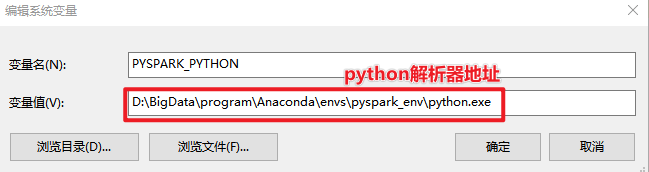 编辑系统变量
变量名(N):
PYSPARK_PYTHON
python解析器地址
变量值(V):
D:\BigData\program\Anaconda\envs\pyspark_env\python.exe
浏览目录(D)...
浏览文件(F)...
确定
取消